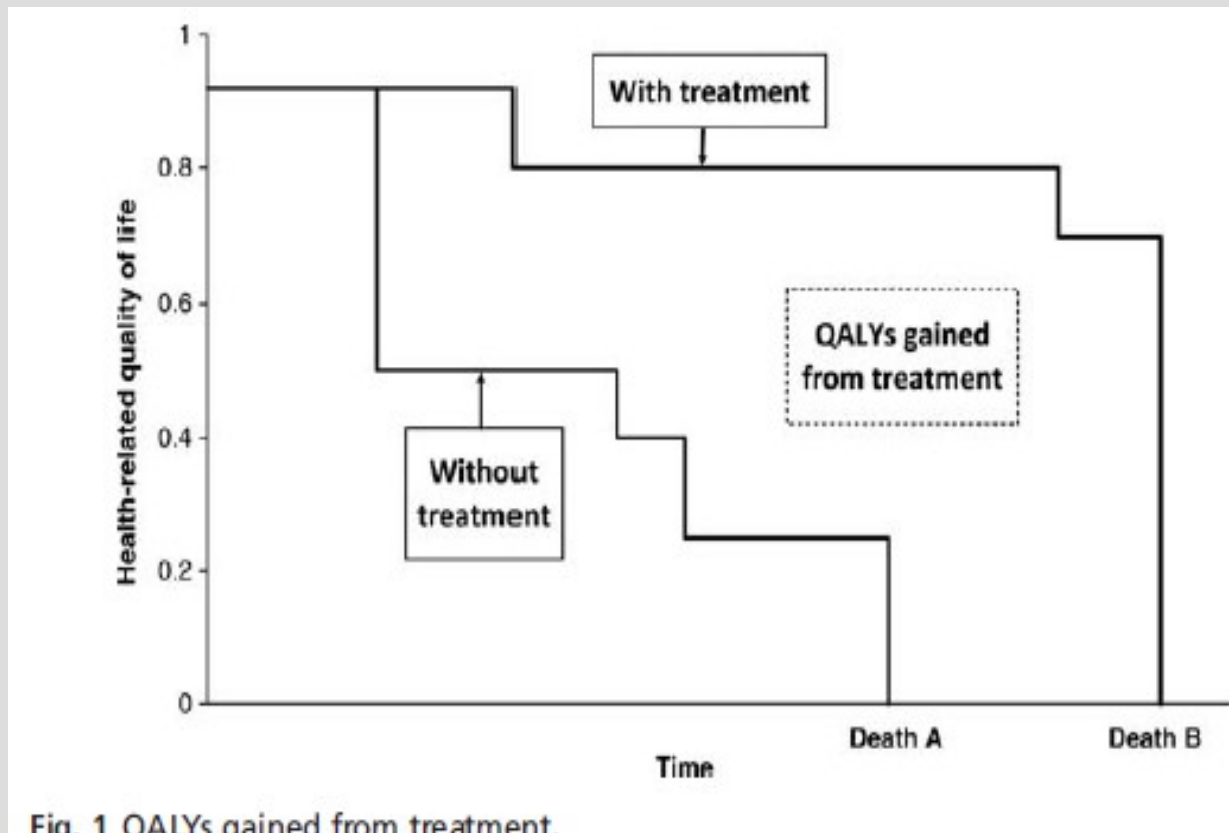 1
With treatment
0.8
Health-related quality of life
0.6
QALYs gained
from treatment
0.4
Without
treatment
0.2
0
Death A
Death B
Time
Fig. 1 QALYs gained from treatment.